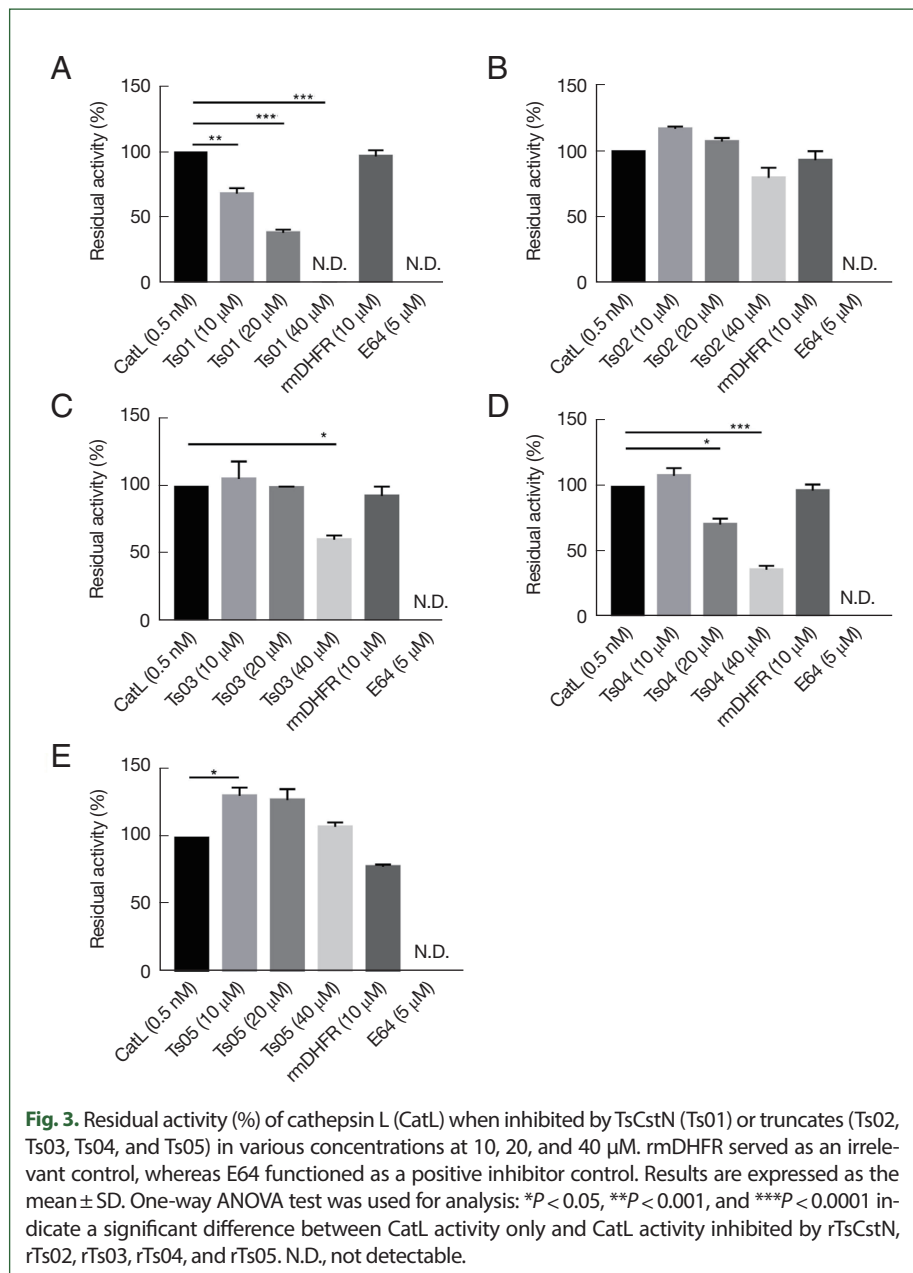 A
150
100
50
0
Residual activity (%)
***
***
**
N.D.
N.D.
CatL (0.5 nM)
Ts01 (10 µM)
Ts01 (20 µM)
Ts01 (40 µM)
rmDHFR (10 µM)
E64 (5 µM)
B
150
100
50
0
Residual activity (%)
N.D.
CatL (0.5 nM)
Ts02 (10 µM)
Ts02 (20 µM)
Ts02 (40 µM)
rmDHFR (10 µM)
E64 (5 µM)
C
150
100
50
0
Residual activity (%)
*
N.D.
CatL (0.5 nM)
Ts03 (10 µM)
Ts03 (20 µM)
Ts03 (40 µM)
rmDHFR (10 µM)
E64 (5 µM)
D
150
100
50
0
Residual activity (%)
***
*
N.D.
CatL (0.5 nM)
Ts04 (10 µM)
Ts04 (20 µM)
Ts04 (40 µM)
rmDHFR (10 µM)
E64 (5 µM)
E
150
100
50
0
Residual activity (%)
*
N.D.
CatL (0.5 nM)
Ts05 (10 µM)
Ts05 (20 µM)
Ts05 (40 µM)
rmDHFR (10 µM)
E64 (5 µM)
Fig. 3. Residual activity (%) of cathepsin L (CatL) when inhibited by TsCstN (Ts01) or truncates (Ts02,
Ts03, Ts04, and Ts05) in various concentrations at 10, 20, and 40 µM. rmDHFR served as an irrele-
vant control, whereas E64 functioned as a positive inhibitor control. Results are expressed as the
mean ± SD. One-way ANOVA test was used for analysis: *P < 0.05, **P < 0.001, and ***P < 0.0001 in-
dicate a significant difference between CatL activity only and CatL activity inhibited by rTsCstN,
rTs02, rTs03, rTs04, and rTs05. N.D., not detectable.